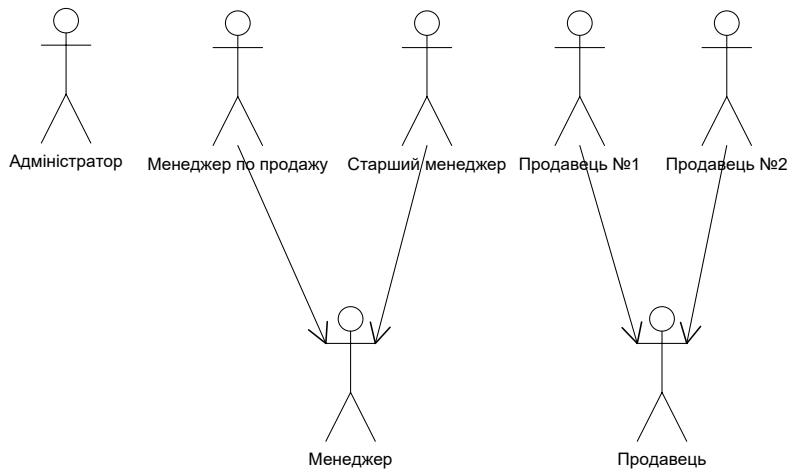 Адміністратор
Менеджер по продажу
Старший менеджер
Продавець №1
Продавець №2
Менеджер
Продавець